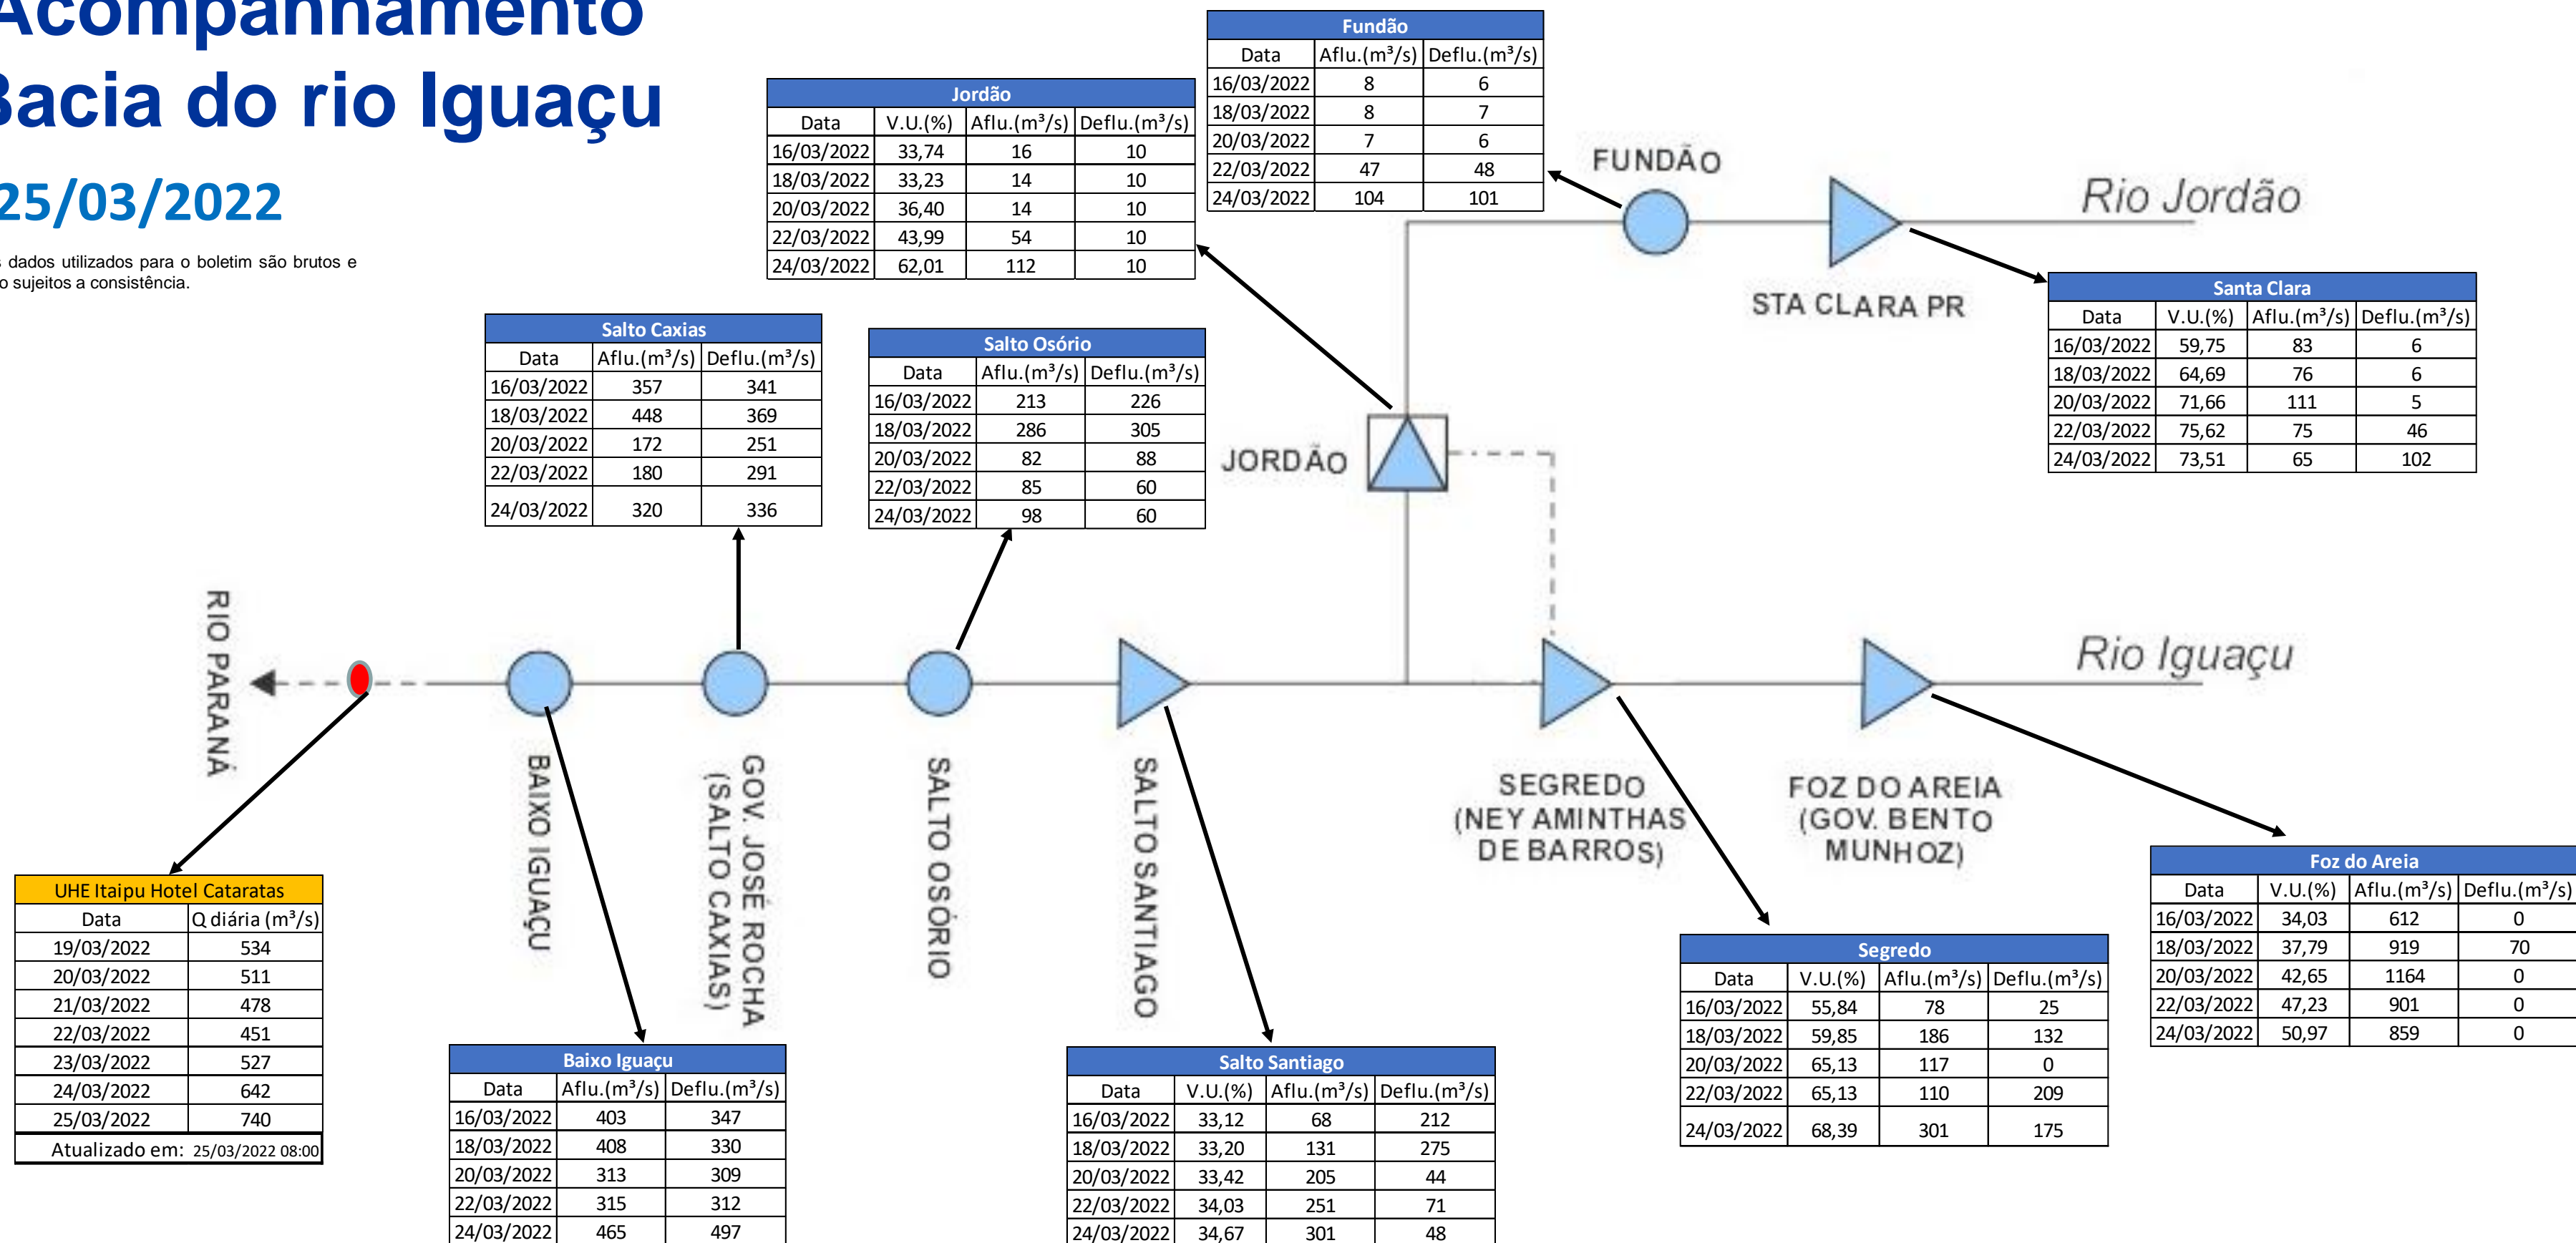 Acompanhamento
Bacia do rio Iguaçu
25/03/2022
s dados utilizados para o boletim são brutos e
o sujeitos a consistência.
Fundão
Data Aflu.(m³/s) Deflu.(m³/s)
16/03/2022 8 6
18/03/2022 8 7
20/03/2022 7 6
22/03/2022 47 48
24/03/2022 104 101
Jordão
Data V.U.(%) Aflu.(m³/s) Deflu.(m³/s)
16/03/2022 33,74 16 10
18/03/2022 33,23 14 10
20/03/2022 36,40 14 10
22/03/2022 43,99 54 10
24/03/2022 62,01 112 10
FUNDÃO
Rio Jordão
STA CLARA PR
Santa Clara
Data V.U.(%) Aflu.(m³/s) Deflu.(m³/s)
16/03/2022 59,75 83 6
18/03/2022 64,69 76 6
20/03/2022 71,66 111 5
22/03/2022 75,62 75 46
24/03/2022 73,51 65 102
Salto Caxias
Data Aflu.(m³/s) Deflu.(m³/s)
16/03/2022 357 341
18/03/2022 448 369
20/03/2022 172 251
22/03/2022 180 291
24/03/2022 320 336
Salto Osório
Data Aflu.(m³/s) Deflu.(m³/s)
16/03/2022 213 226
18/03/2022 286 305
20/03/2022 82 88
22/03/2022 85 60
24/03/2022 98 60
JORDÃO
RIO PARANÁ
Rio Iguaçu
BAIXO IGUAÇU
GOV. JOSÉ ROCHA
(SALTO CAXIAS)
SALTO OSÓRIO
SALTO SANTIAGO
SEGREDO
(NEY AMINTHAS
DE BARROS)
FOZ DO AREIA
(GOV. BENTO
MUNHOZ)
UHE Itaipu Hotel Cataratas
Data Q diária (m³/s)
19/03/2022 534
20/03/2022 511
21/03/2022 478
22/03/2022 451
23/03/2022 527
24/03/2022 642
25/03/2022 740
Atualizado em: 25/03/2022 08:00
Baixo Iguaçu
Data Aflu.(m³/s) Deflu.(m³/s)
16/03/2022 403 347
18/03/2022 408 330
20/03/2022 313 309
22/03/2022 315 312
24/03/2022 465 497
Salto Santiago
Data V.U.(%) Aflu.(m³/s) Deflu.(m³/s)
16/03/2022 33,12 68 212
18/03/2022 33,20 131 275
20/03/2022 33,42 205 44
22/03/2022 34,03 251 71
24/03/2022 34,67 301 48
Segredo
Data V.U.(%) Aflu.(m³/s) Deflu.(m³/s)
16/03/2022 55,84 78 25
18/03/2022 59,85 186 132
20/03/2022 65,13 117 0
22/03/2022 65,13 110 209
24/03/2022 68,39 301 175
Foz do Areia
Data V.U.(%) Aflu.(m³/s) Deflu.(m³/s)
16/03/2022 34,03 612 0
18/03/2022 37,79 919 70
20/03/2022 42,65 1164 0
22/03/2022 47,23 901 0
24/03/2022 50,97 859 0